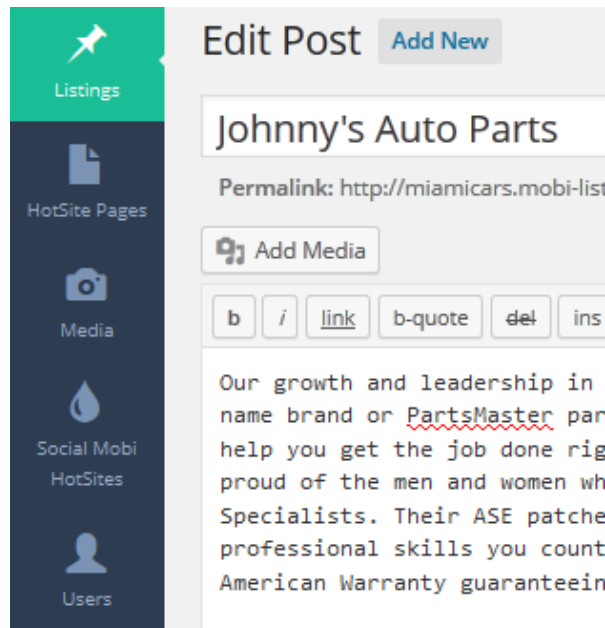 Listings
HotSite Pages
Media
Social Mobi
HotSites
Users
Edit Post Add New
Johnny's Auto Parts
Permalink: http://miamicars.mobi-list
Add Media
b i link b-quote del ins
Our growth and leadership in
name brand or PartsMaster par
help you get the job done rig
proud of the men and women wh
Specialists. Their ASE patche
professional skills you count
American Warranty guaranteein